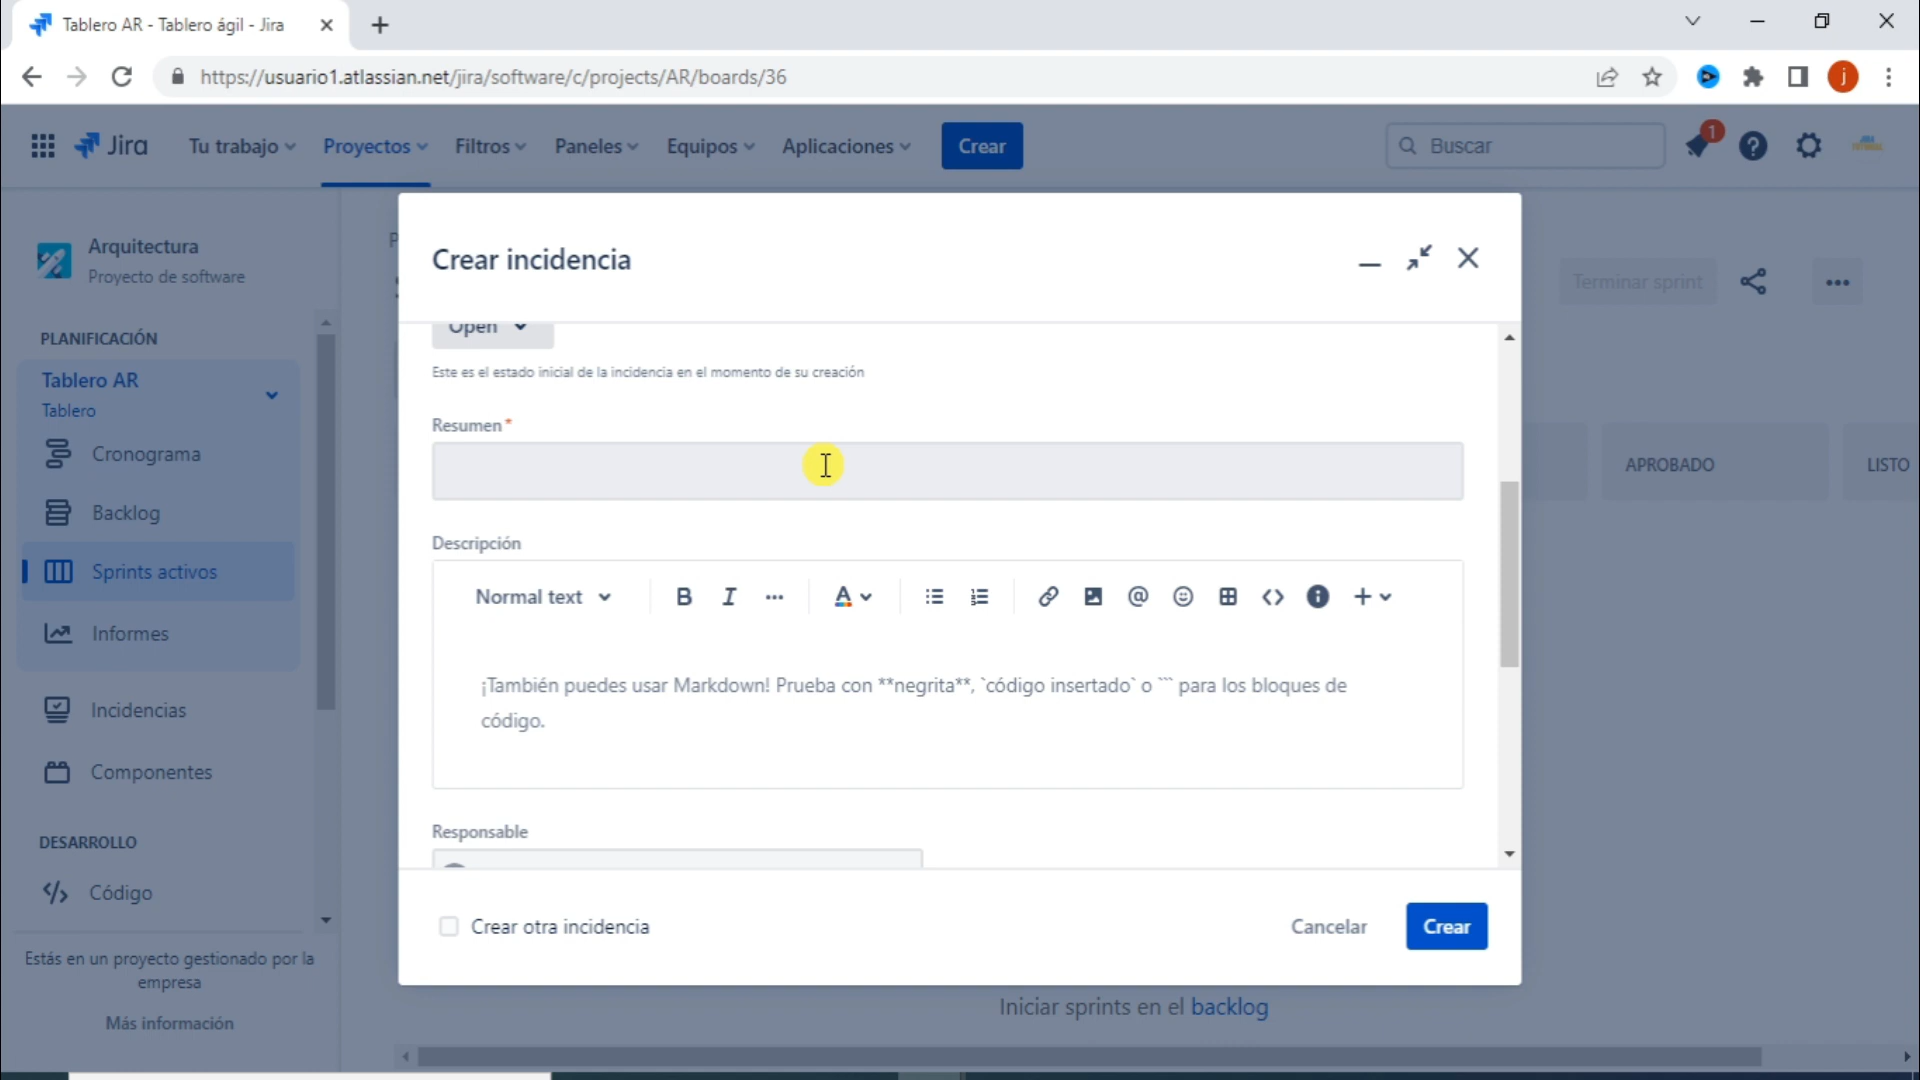 Tablero AR - Tablero ágil - Jira
https://usuario1.atlassian.net/jira/software/c/projects/AR/boards/36
j
Jira
Tu trabajo
Proyectos
Filtros
Paneles
Equipos
Aplicaciones
Crear
Buscar
1
Arquitectura
Proyecto de software
PLANIFICACIÓN
Tablero AR
Tablero
Cronograma
Backlog
Sprints activos
Informes
Incidencias
Componentes
DESARROLLO
Código
Estás en un proyecto gestionado por la
empresa
Más información
Crear incidencia
Open
Este es el estado inicial de la incidencia en el momento de su creación
Resumen*
Descripción
Normal text
¡También puedes usar Markdown! Prueba con **negrita**, `código insertado` o ``` para los bloques de
código.
Responsable
Crear otra incidencia
Cancelar
Crear
Terminar sprint
APROBADO
LISTO
Iniciar sprints en el backlog